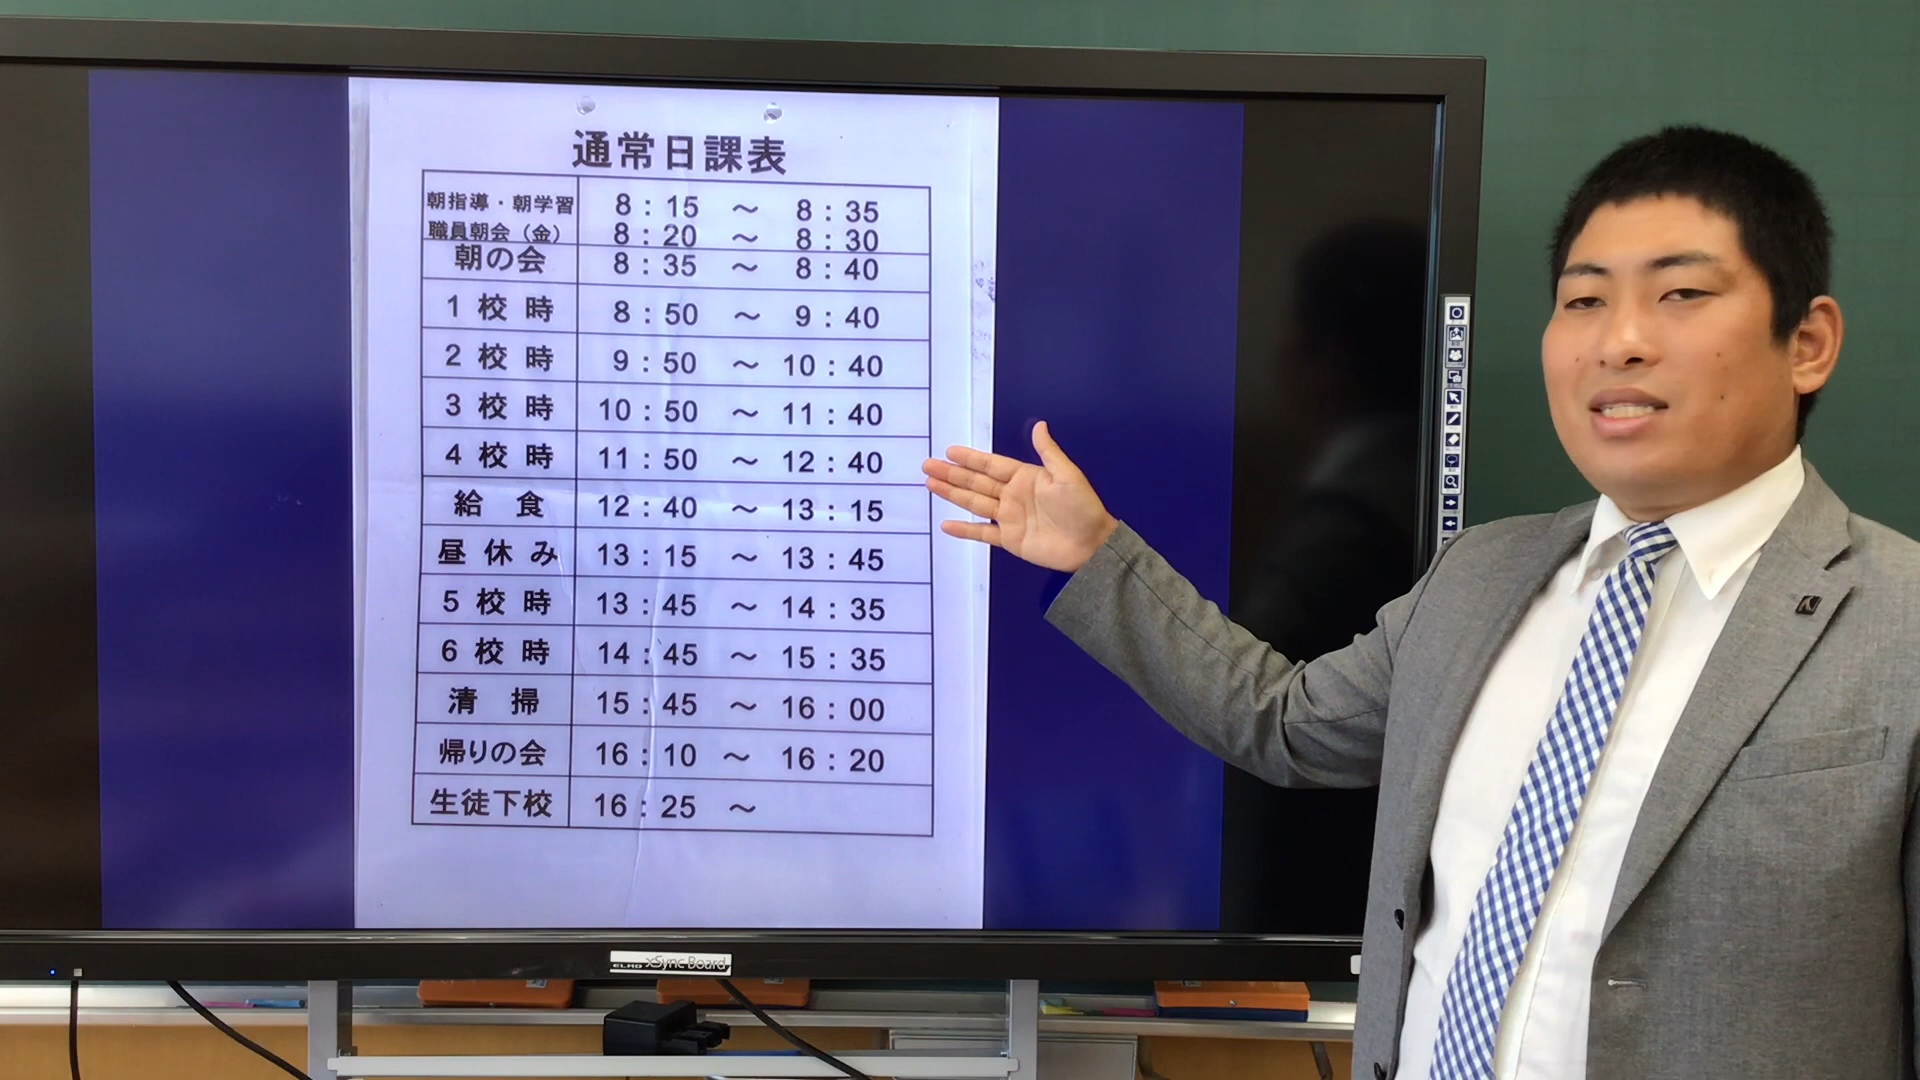 通常日課表
朝指導・朝学習 8:15 ～ 8:35
職員朝会（金） 8:20 ～ 8:30
朝の会 8:35 ～ 8:40
1校時 8:50 ～ 9:40
2校時 9:50 ～ 10:40
3校時 10:50 ～ 11:40
4校時 11:50 ～ 12:40
給食 12:40 ～ 13:15
昼休み 13:15 ～ 13:45
5校時 13:45 ～ 14:35
6校時 14:45 ～ 15:35
清掃 15:45 ～ 16:00
帰りの会 16:10 ～ 16:20
生徒下校 16:25 ～
ELMO xSync Board